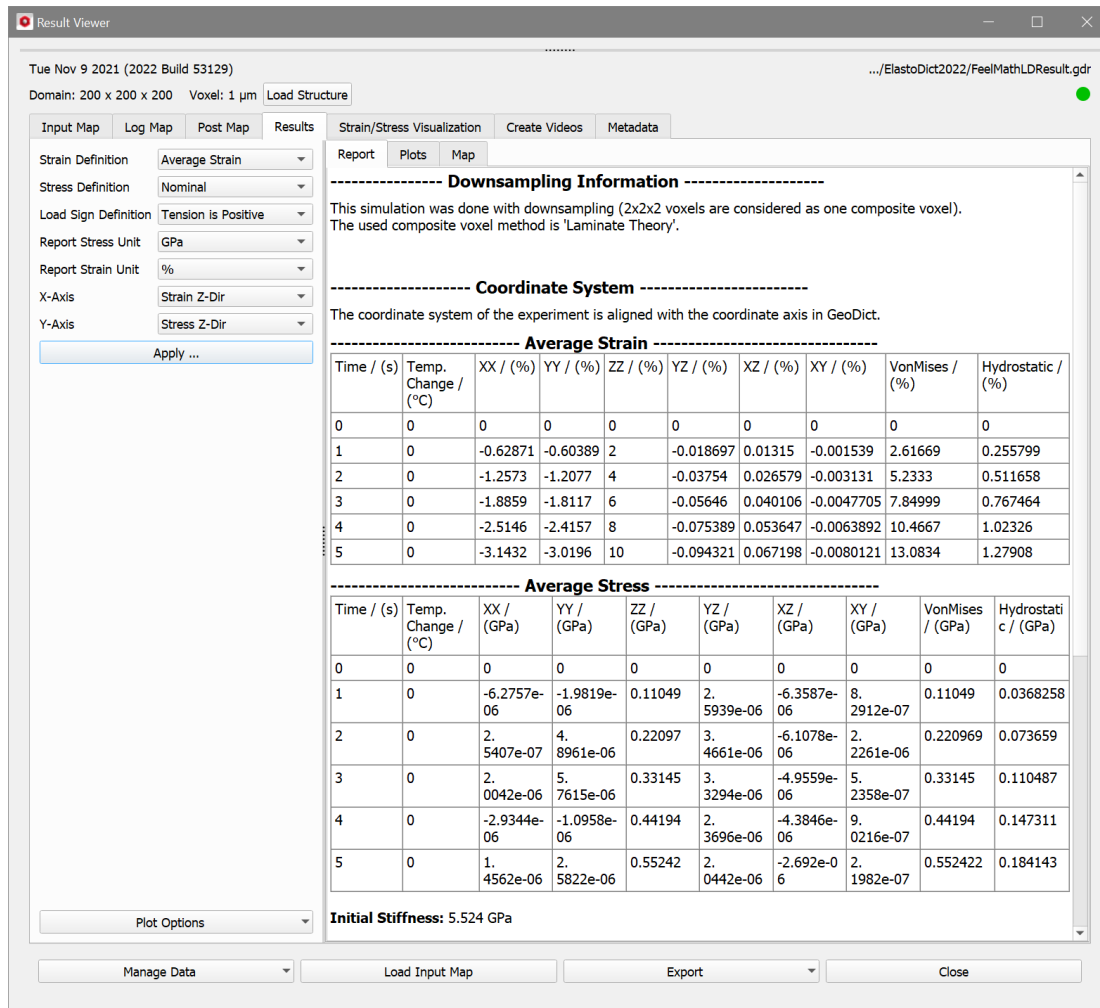 Result Viewer
Tue Nov 9 2021 (2022 Build 53129)
.../ElastoDict2022/FeelMathLDResult.gdr
Domain: 200 x 200 x 200 Voxel: 1 µm Load Structure
Input Map Log Map Post Map Results Strain/Stress Visualization Create Videos Metadata
Strain Definition Average Strain
Stress Definition Nominal
Load Sign Definition Tension is Positive
Report Stress Unit GPa
Report Strain Unit %
X-Axis Strain Z-Dir
Y-Axis Stress Z-Dir
Apply ...
Plot Options
Report Plots Map
---------------- Downsampling Information --------------------
This simulation was done with downsampling (2x2x2 voxels are considered as one composite voxel).
The used composite voxel method is 'Laminate Theory'.
-------------------- Coordinate System ------------------------
The coordinate system of the experiment is aligned with the coordinate axis in GeoDict.
--------------------------- Average Strain --------------------------------
Time / (s) Temp. Change / (°C) XX / (%) YY / (%) ZZ / (%) YZ / (%) XZ / (%) XY / (%) VonMises / (%) Hydrostatic / (%)
0 0 0 0 0 0 0 0 0 0
1 0 -0.62871 -0.60389 2 -0.018697 0.01315 -0.001539 2.61669 0.255799
2 0 -1.2573 -1.2077 4 -0.03754 0.026579 -0.003131 5.2333 0.511658
3 0 -1.8859 -1.8117 6 -0.05646 0.040106 -0.0047705 7.84999 0.767464
4 0 -2.5146 -2.4157 8 -0.075389 0.053647 -0.0063892 10.4667 1.02326
5 0 -3.1432 -3.0196 10 -0.094321 0.067198 -0.0080121 13.0834 1.27908
--------------------------- Average Stress --------------------------------
Time / (s) Temp. Change / (°C) XX / (GPa) YY / (GPa) ZZ / (GPa) YZ / (GPa) XZ / (GPa) XY / (GPa) VonMises / (GPa) Hydrostati c / (GPa)
0 0 0 0 0 0 0 0 0 0
1 0 -6.2757e-06 -1.9819e-06 0.11049 2. 5939e-06 -6.3587e-06 8. 2912e-07 0.11049 0.0368258
2 0 2. 5407e-07 4. 8961e-06 0.22097 3. 4661e-06 -6.1078e-06 2. 2261e-06 0.220969 0.073659
3 0 2. 0042e-06 5. 7615e-06 0.33145 3. 3294e-06 -4.9559e-06 5. 2358e-07 0.33145 0.110487
4 0 -2.9344e-06 -1.0958e-06 0.44194 2. 3696e-06 -4.3846e-06 9. 0216e-07 0.44194 0.147311
5 0 1. 4562e-06 2. 5822e-06 0.55242 2. 0442e-06 -2.692e-06 2. 1982e-07 0.552422 0.184143
Initial Stiffness: 5.524 GPa
Manage Data Load Input Map Export Close